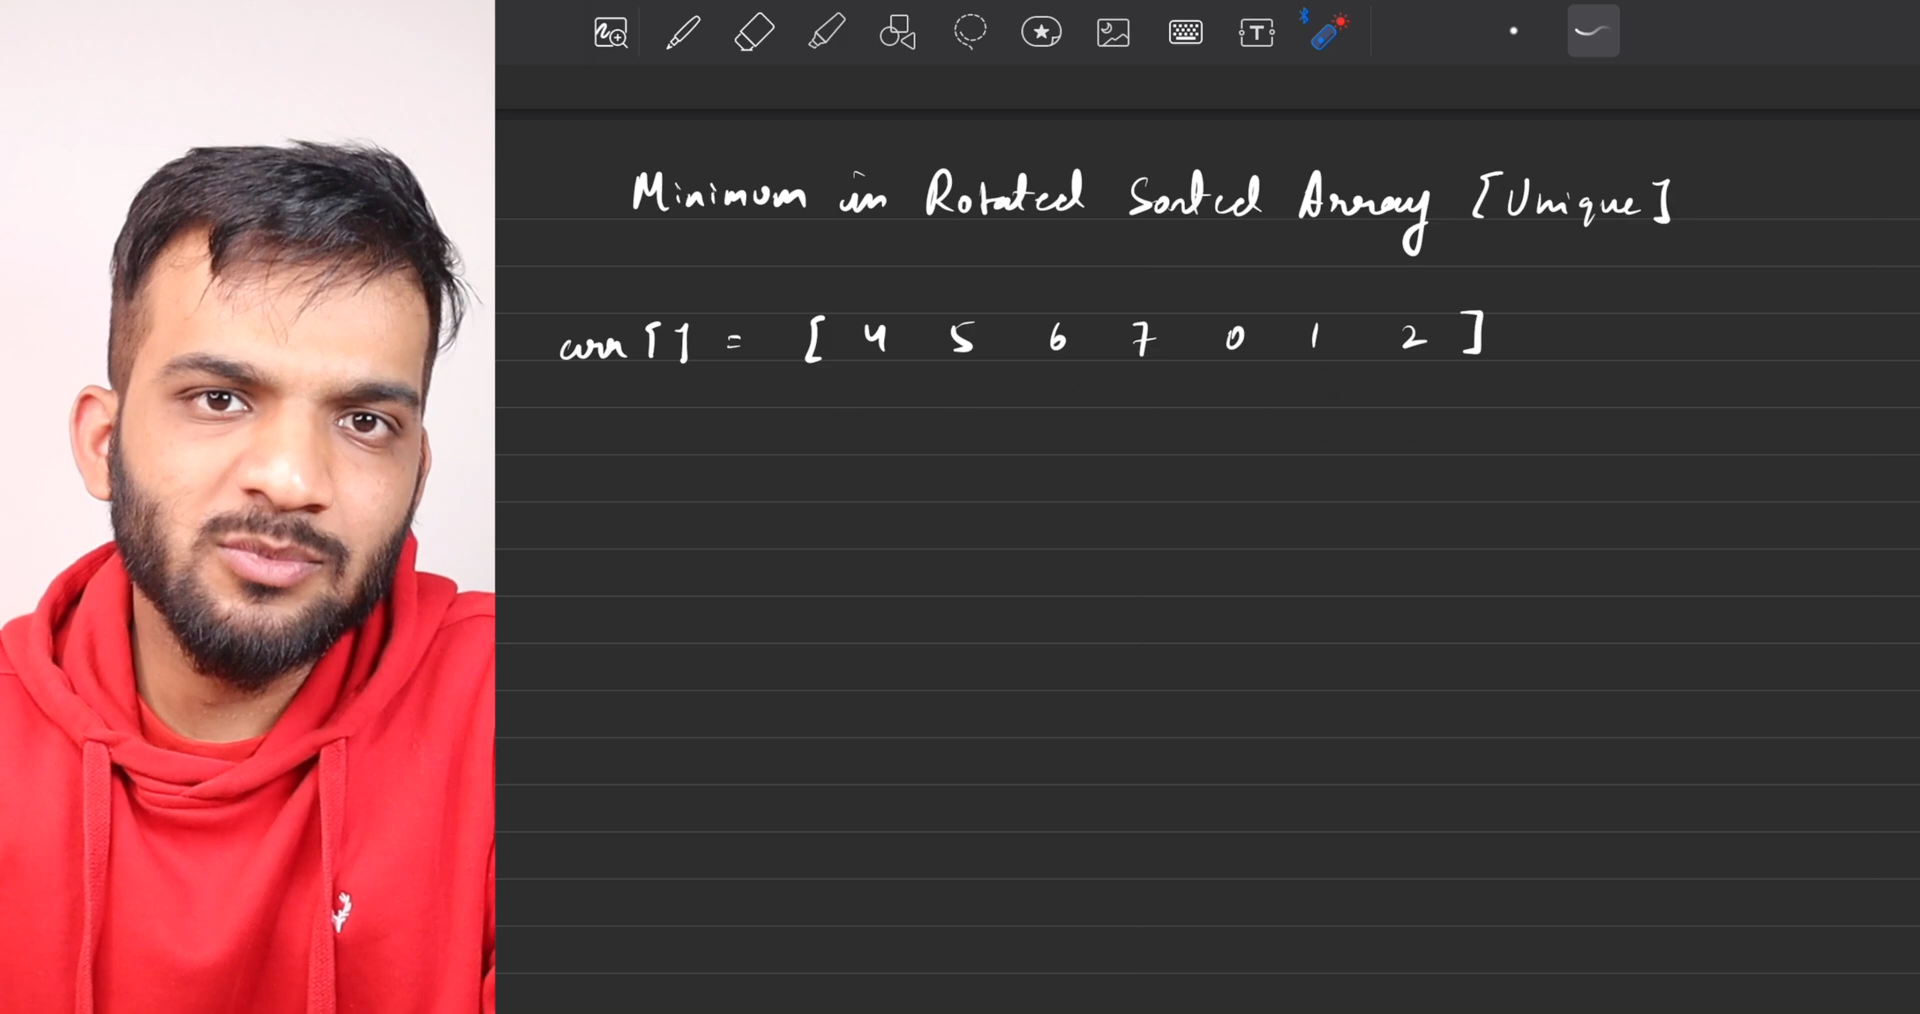 Minimum in Rotated Sorted Array [Unique]
arr[] = [ 4 5 6 7 0 1 2 ]